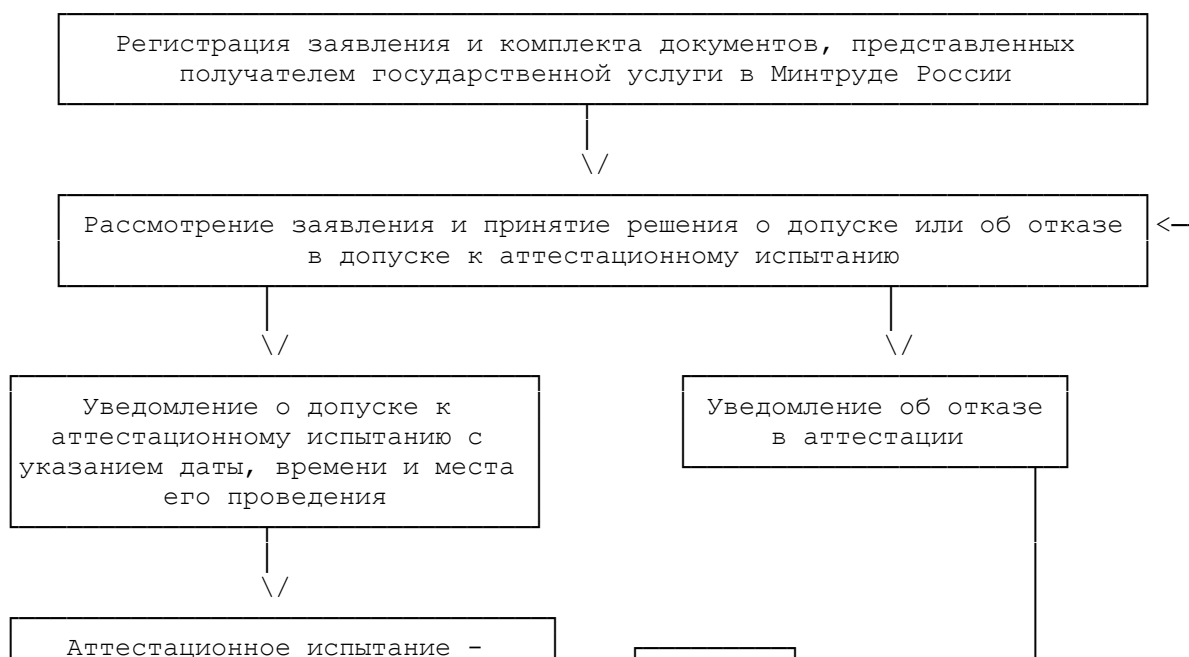 Регистрация заявления и комплекта документов, представленных
получателем государственной услуги в Минтруде России
Рассмотрение заявления и принятие решения о допуске или об отказе
в допуске к аттестационному испытанию
Уведомление о допуске к
аттестационному испытанию с
указанием даты, времени и места
его проведения
Уведомление об отказе
в аттестации
Аттестационное испытание -